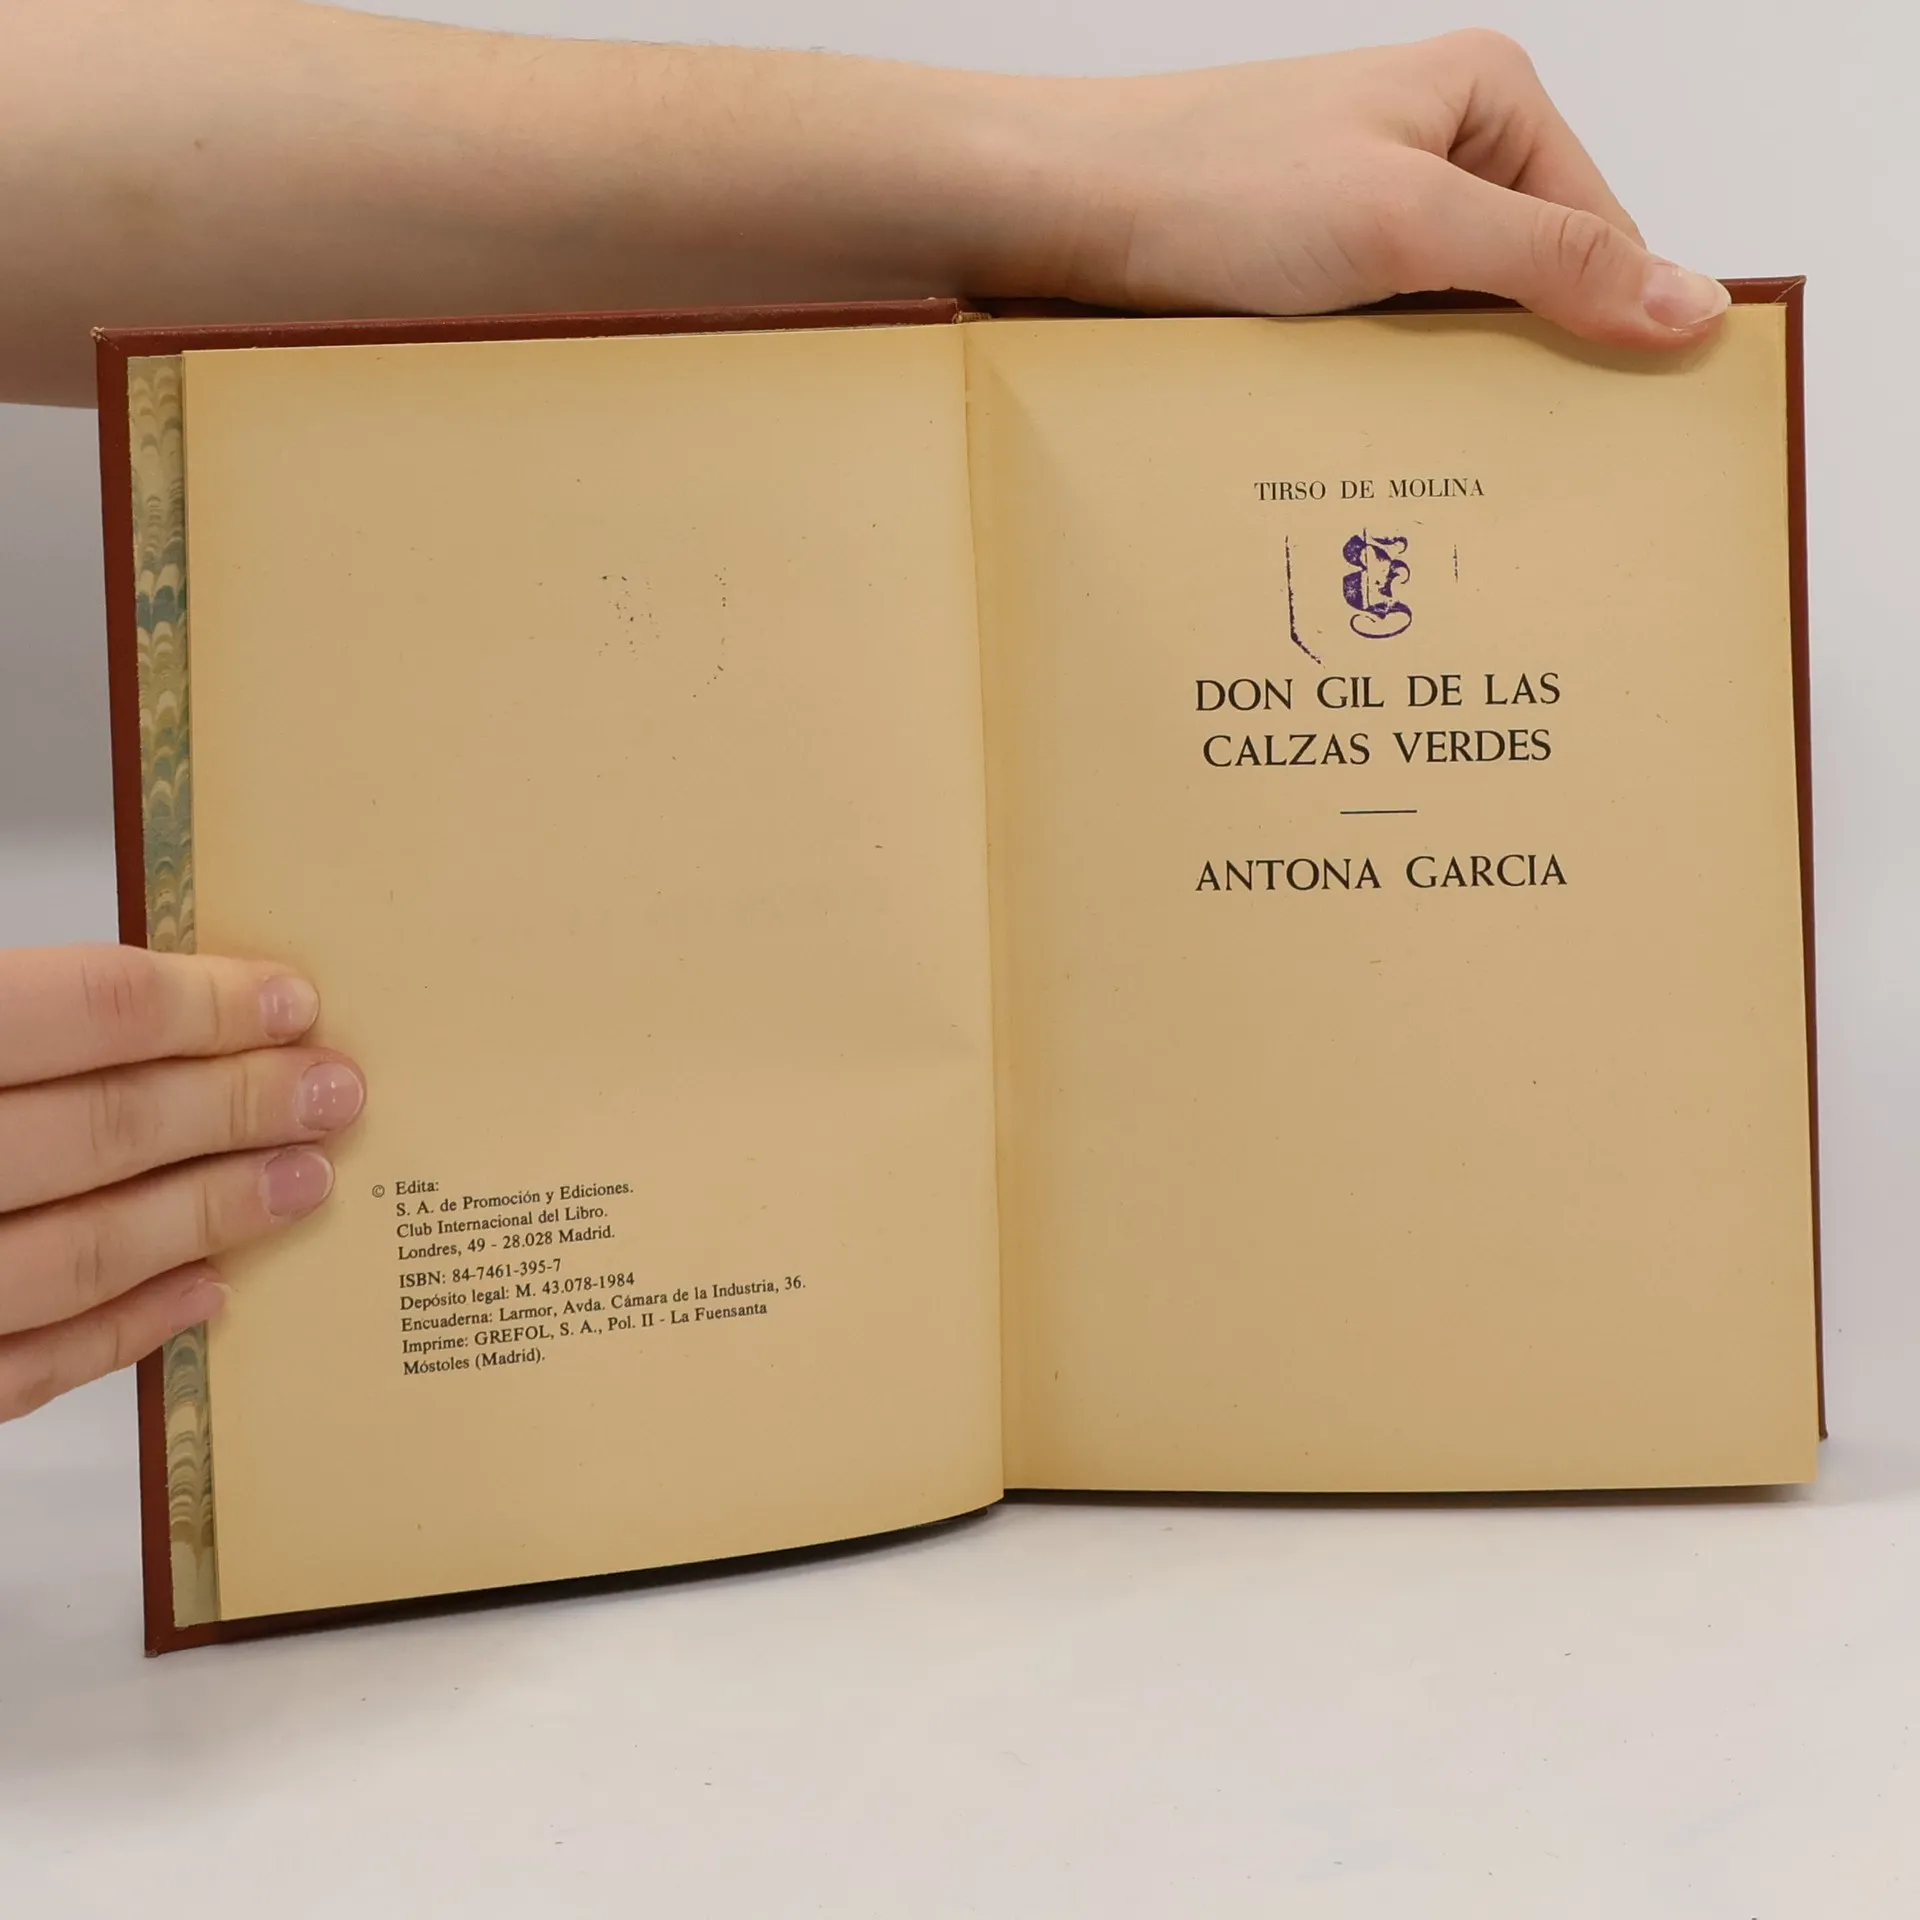 © Edita:
S. A. de Promoción y Ediciones.
Club Internacional del Libro.
Londres, 49 - 28.028 Madrid.
ISBN: 84-7461-395-7
Depósito legal: M. 43.078-1984
Encuaderna: Larmor, Avda. Cámara de la Industria, 36.
Imprime: GREFOL, S. A., Pol. II - La Fuensanta
Móstoles (Madrid).
TIRSO DE MOLINA
DON GIL DE LAS
CALZAS VERDES
ANTONA GARCIA